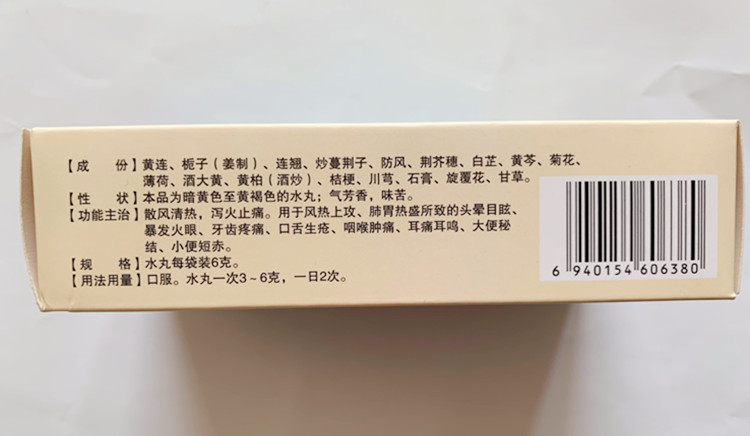 【成　份】黄连、栀子（姜制）、连翘、炒蔓荆子、防风、荆芥穗、白芷、黄芩、菊花、
薄荷、酒大黄、黄柏（酒炒）、桔梗、川芎、石膏、旋覆花、甘草。
【性　状】本品为暗黄色至黄褐色的水丸；气芳香，味苦。
【功能主治】散风清热，泻火止痛。用于风热上攻、肺胃热盛所致的头晕目眩、
暴发火眼、牙齿疼痛、口舌生疮、咽喉肿痛、耳痛耳鸣、大便秘
结、小便短赤。
【规　格】水丸每袋装6克。
【用法用量】口服。水丸一次3～6克，一日2次。
6 940154 606380